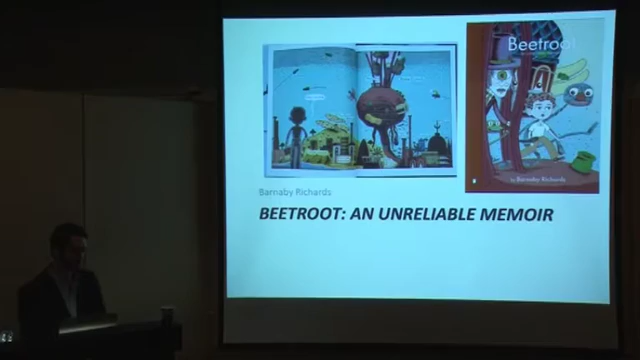 Beetroot
by Barnaby Richards
Barnaby Richards
BEETROOT: AN UNRELIABLE MEMOIR